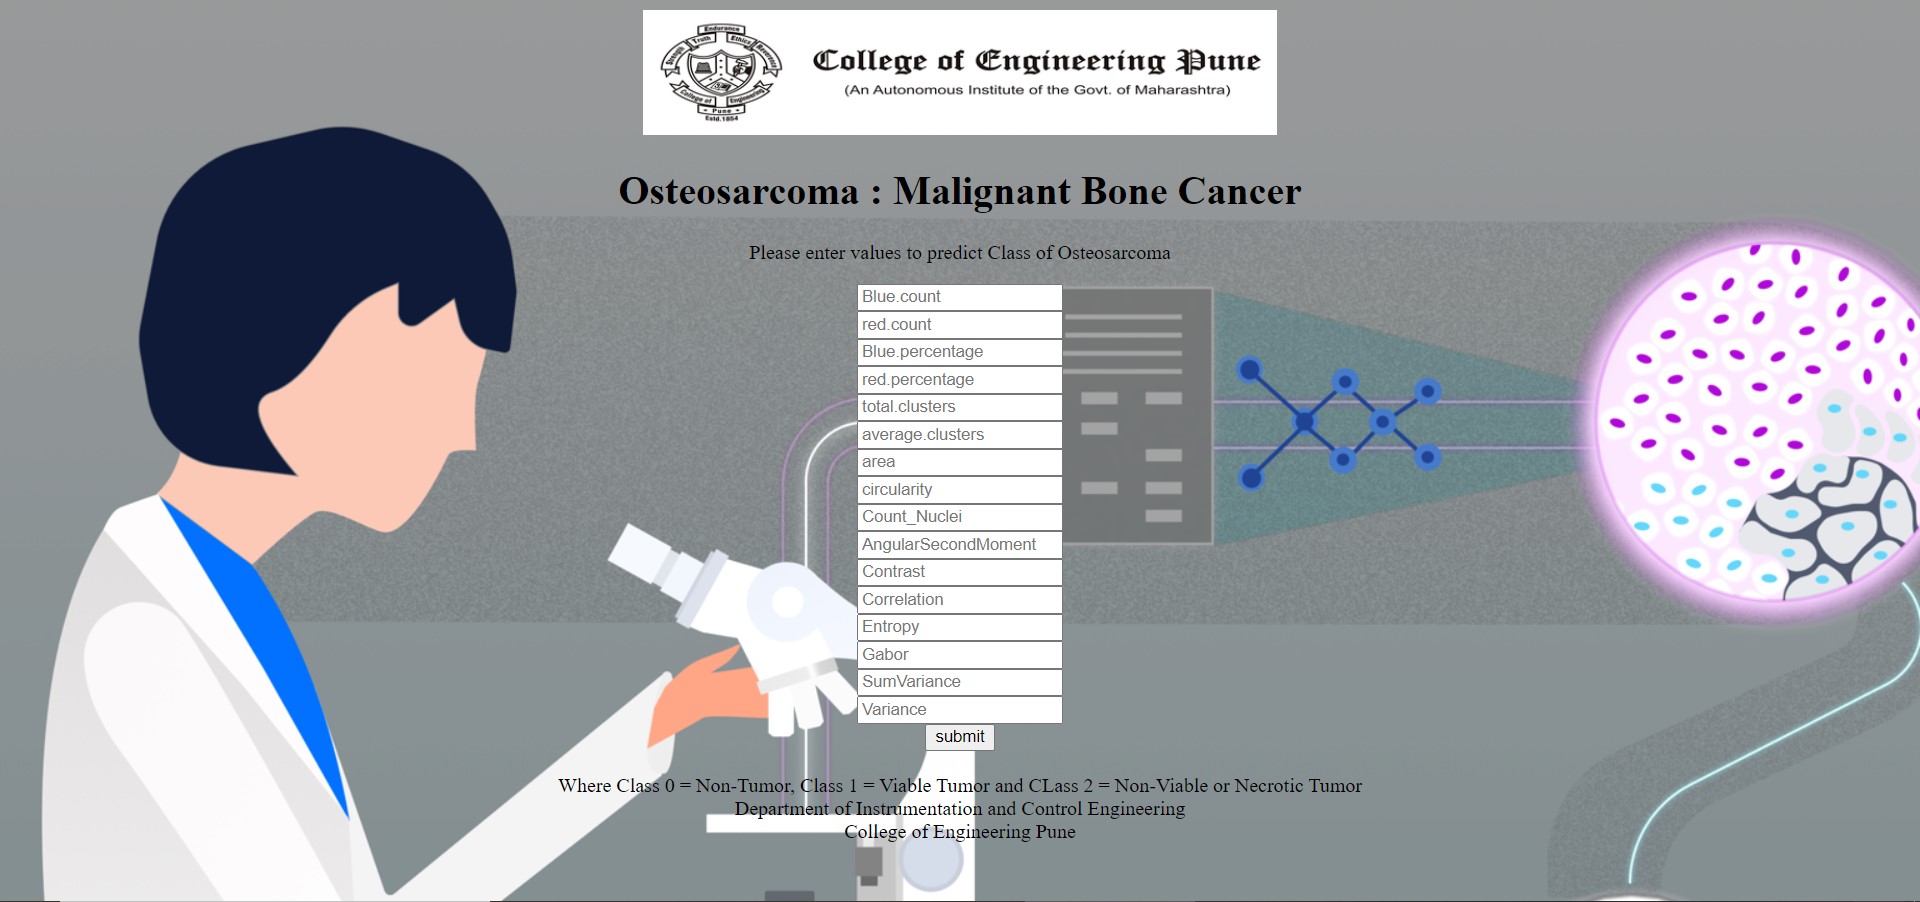 Endurance
Strength Truth Ethics Reverence
College of Engineering
Pune
Estd.1854
College of Engineering Pune
(An Autonomous Institute of the Govt. of Maharashtra)
Osteosarcoma : Malignant Bone Cancer
Please enter values to predict Class of Osteosarcoma
Blue.count
red.count
Blue.percentage
red.percentage
total.clusters
average.clusters
area
circularity
Count_Nuclei
AngularSecondMoment
Contrast
Correlation
Entropy
Gabor
SumVariance
Variance
submit
Where Class 0 = Non-Tumor, Class 1 = Viable Tumor and CLass 2 = Non-Viable or Necrotic Tumor
Department of Instrumentation and Control Engineering
College of Engineering Pune